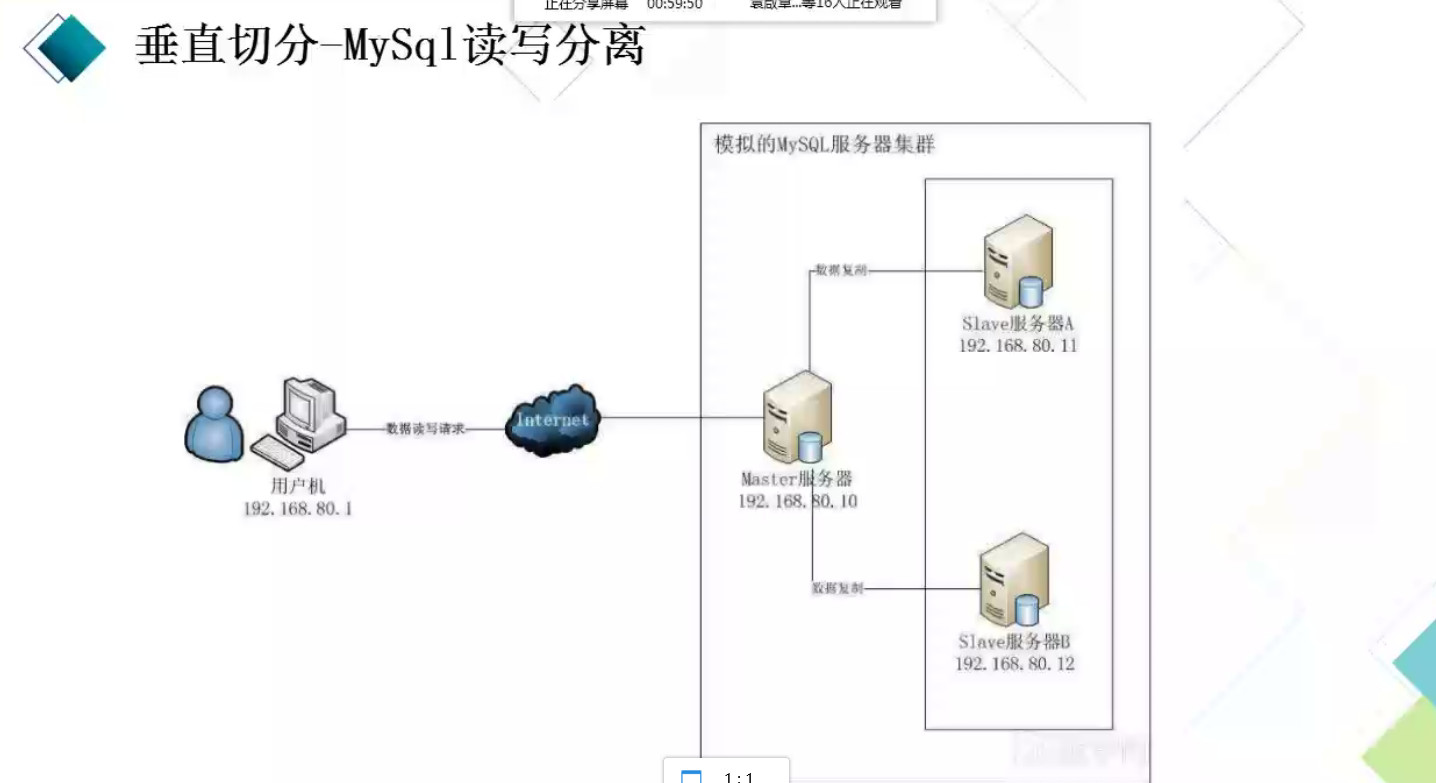 正在分享屏幕 00:59:50 袁啟章...等16人正在观看
垂直切分-MySql读写分离
模拟的MySQL服务器集群
数据复制
Slave服务器A
192.168.80.11
数据读写请求
Internet
用户机
192.168.80.1
Master服务器
192.168.80.10
数据复制
Slave服务器B
192.168.80.12
1:1